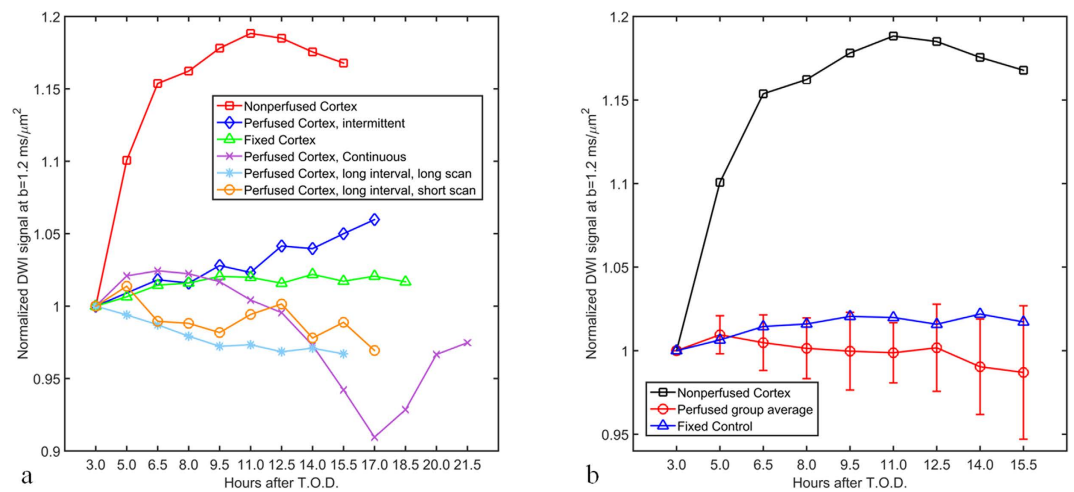 1.2
1.15
1.1
1.05
1
0.95
0.9
Normalized DWI signal at b=1.2 ms/μm²
Nonperfused Cortex
Perfused Cortex, intermittent
Fixed Cortex
Perfused Cortex, Continuous
Perfused Cortex, long interval, long scan
Perfused Cortex, long interval, short scan
3.0 5.0 6.5 8.0 9.5 11.0 12.5 14.0 15.5 17.0 18.5 20.0 21.5
Hours after T.O.D.
a
1.2
1.15
1.1
1.05
1
0.95
Normalized DWI signal at b=1.2 ms/μm²
Nonperfused Cortex
Perfused group average
Fixed Control
3.0 5.0 6.5 8.0 9.5 11.0 12.5 14.0 15.5
Hours after T.O.D.
b